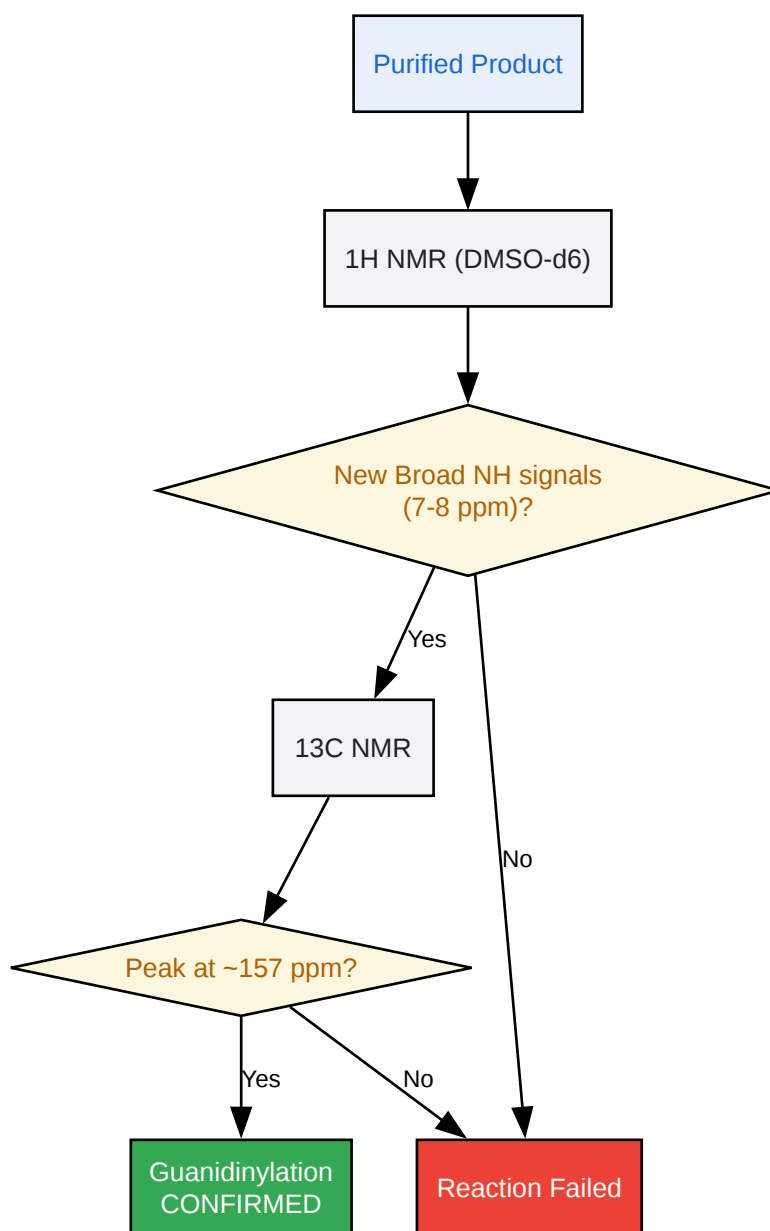 Purified Product
1H NMR (DMSO-d6)
New Broad NH signals
(7-8 ppm)?
Yes
13C NMR
No
Peak at ~157 ppm?
Yes
No
Guanidinylation
CONFIRMED
Reaction Failed